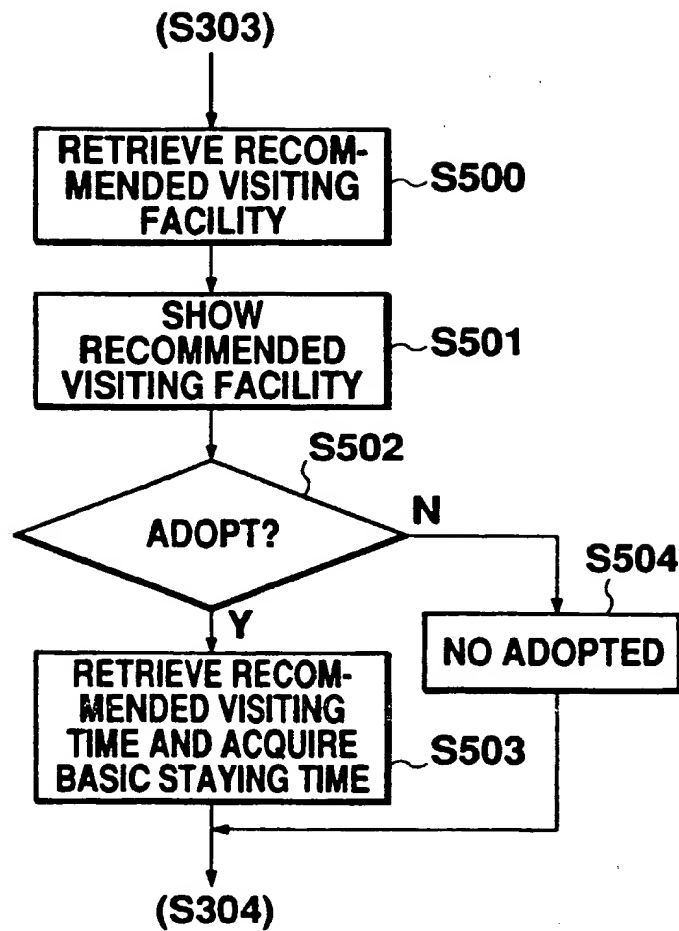 (S303)
RETRIEVE RECOM-
MENDED VISITING
FACILITY
S500
SHOW
RECOMMENDED
VISITING FACILITY
S501
S502
ADOPT?
N
Y
S504
NO ADOPTED
RETRIEVE RECOM-
MENDED VISITING
TIME AND ACQUIRE
BASIC STAYING TIME
S503
(S304)